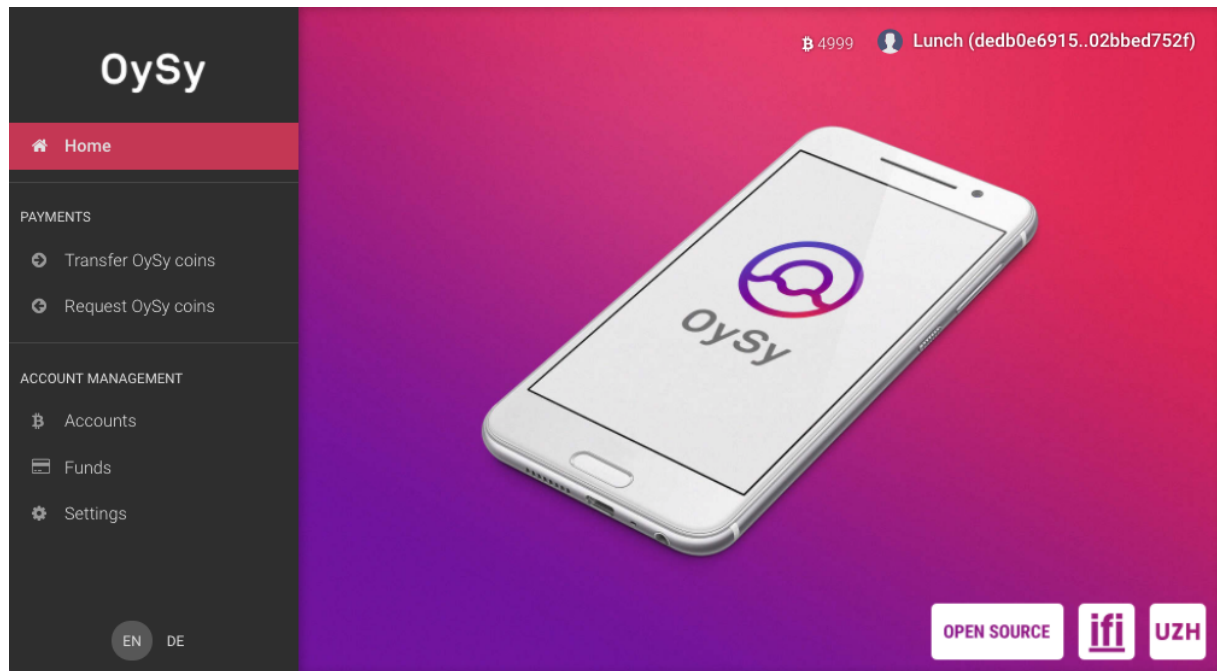 OySy
Home
PAYMENTS
Transfer OySy coins
Request OySy coins
ACCOUNT MANAGEMENT
Accounts
Funds
Settings
EN DE
4999 Lunch (dedb0e6915..02bbed752f)
OySy
OPEN SOURCE ifi UZH